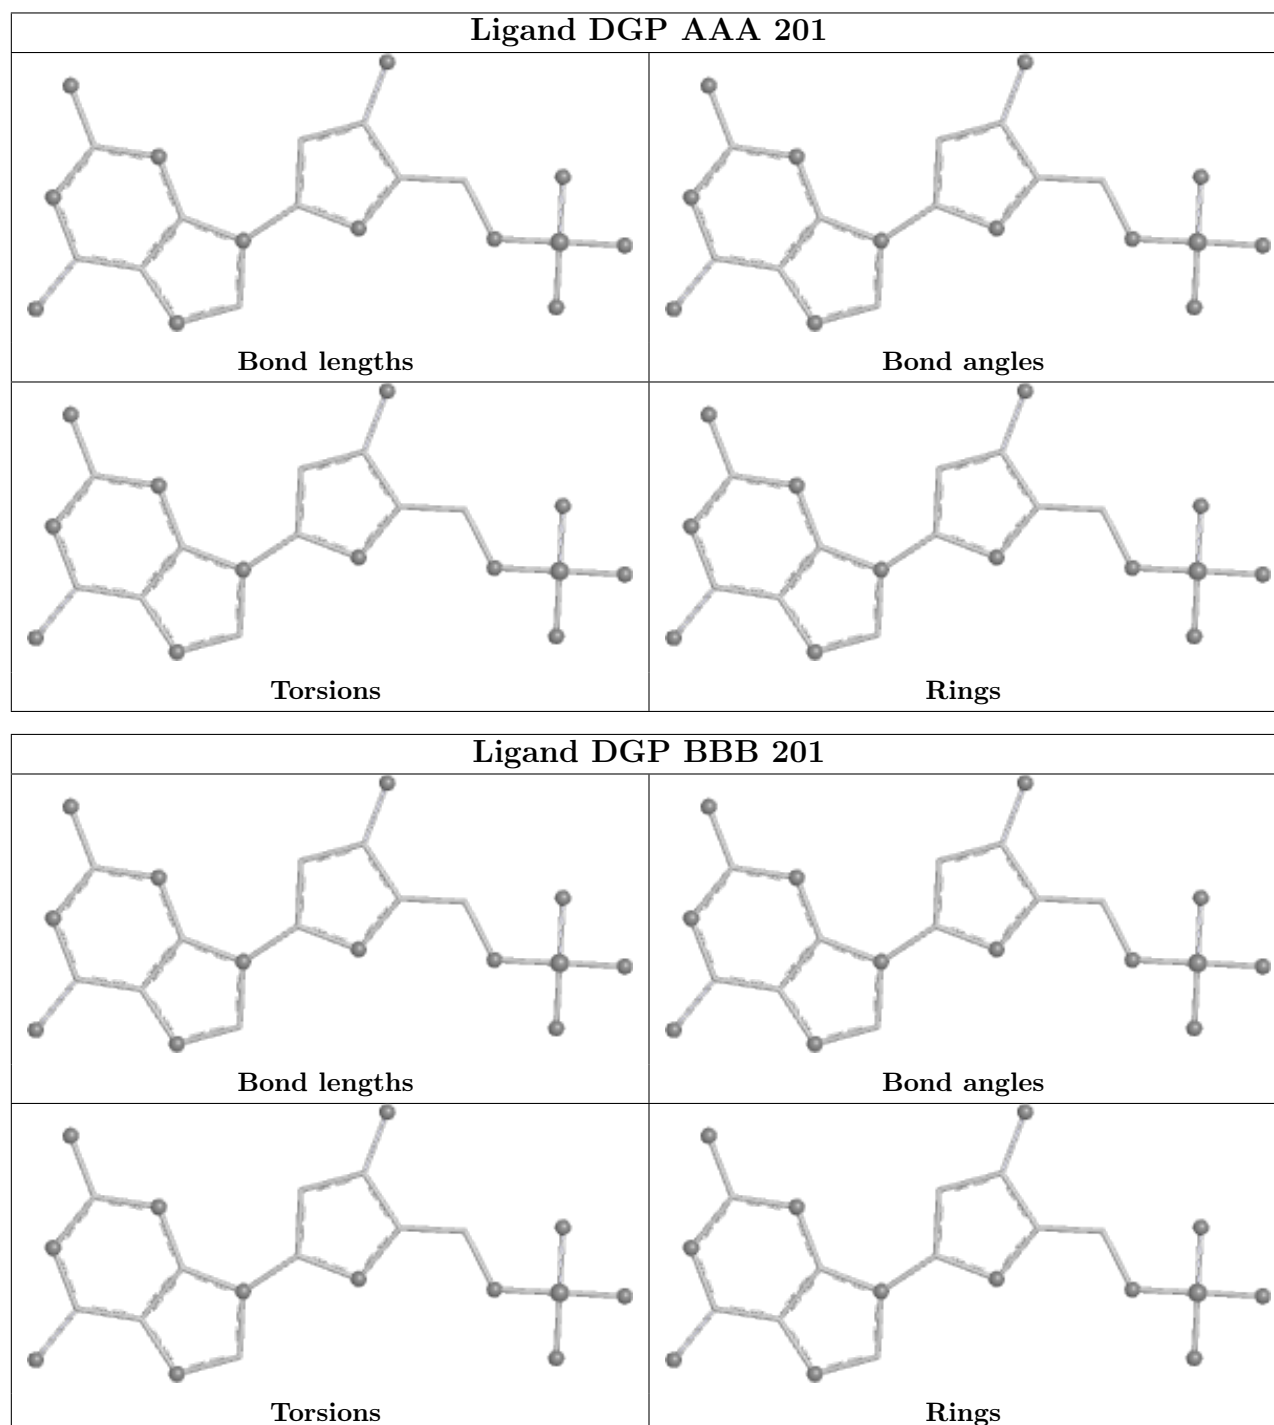 Ligand DGP AAA 201
Bond lengths
Bond angles
Torsions
Rings
Ligand DGP BBB 201
Bond lengths
Bond angles
Torsions
Rings